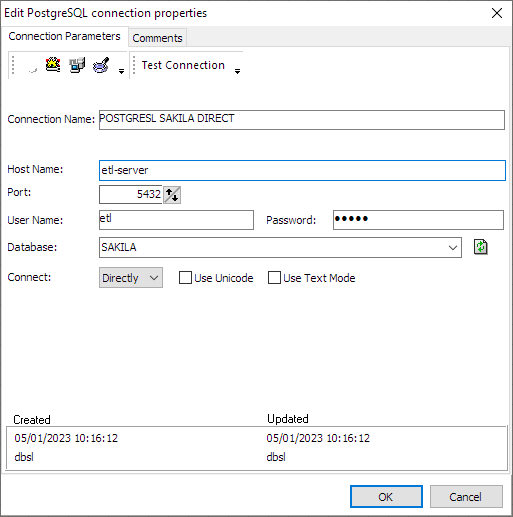 Edit PostgreSQL connection properties
Connection Parameters Comments
Test Connection
Connection Name: POSTGRESL SAKILA DIRECT
Host Name: etl-server
Port: 5432
User Name: etl Password: •••••
Database: SAKILA
Connect: Directly Use Unicode Use Text Mode
Created Updated
05/01/2023 10:16:12 05/01/2023 10:16:12
dbsl dbsl
OK Cancel